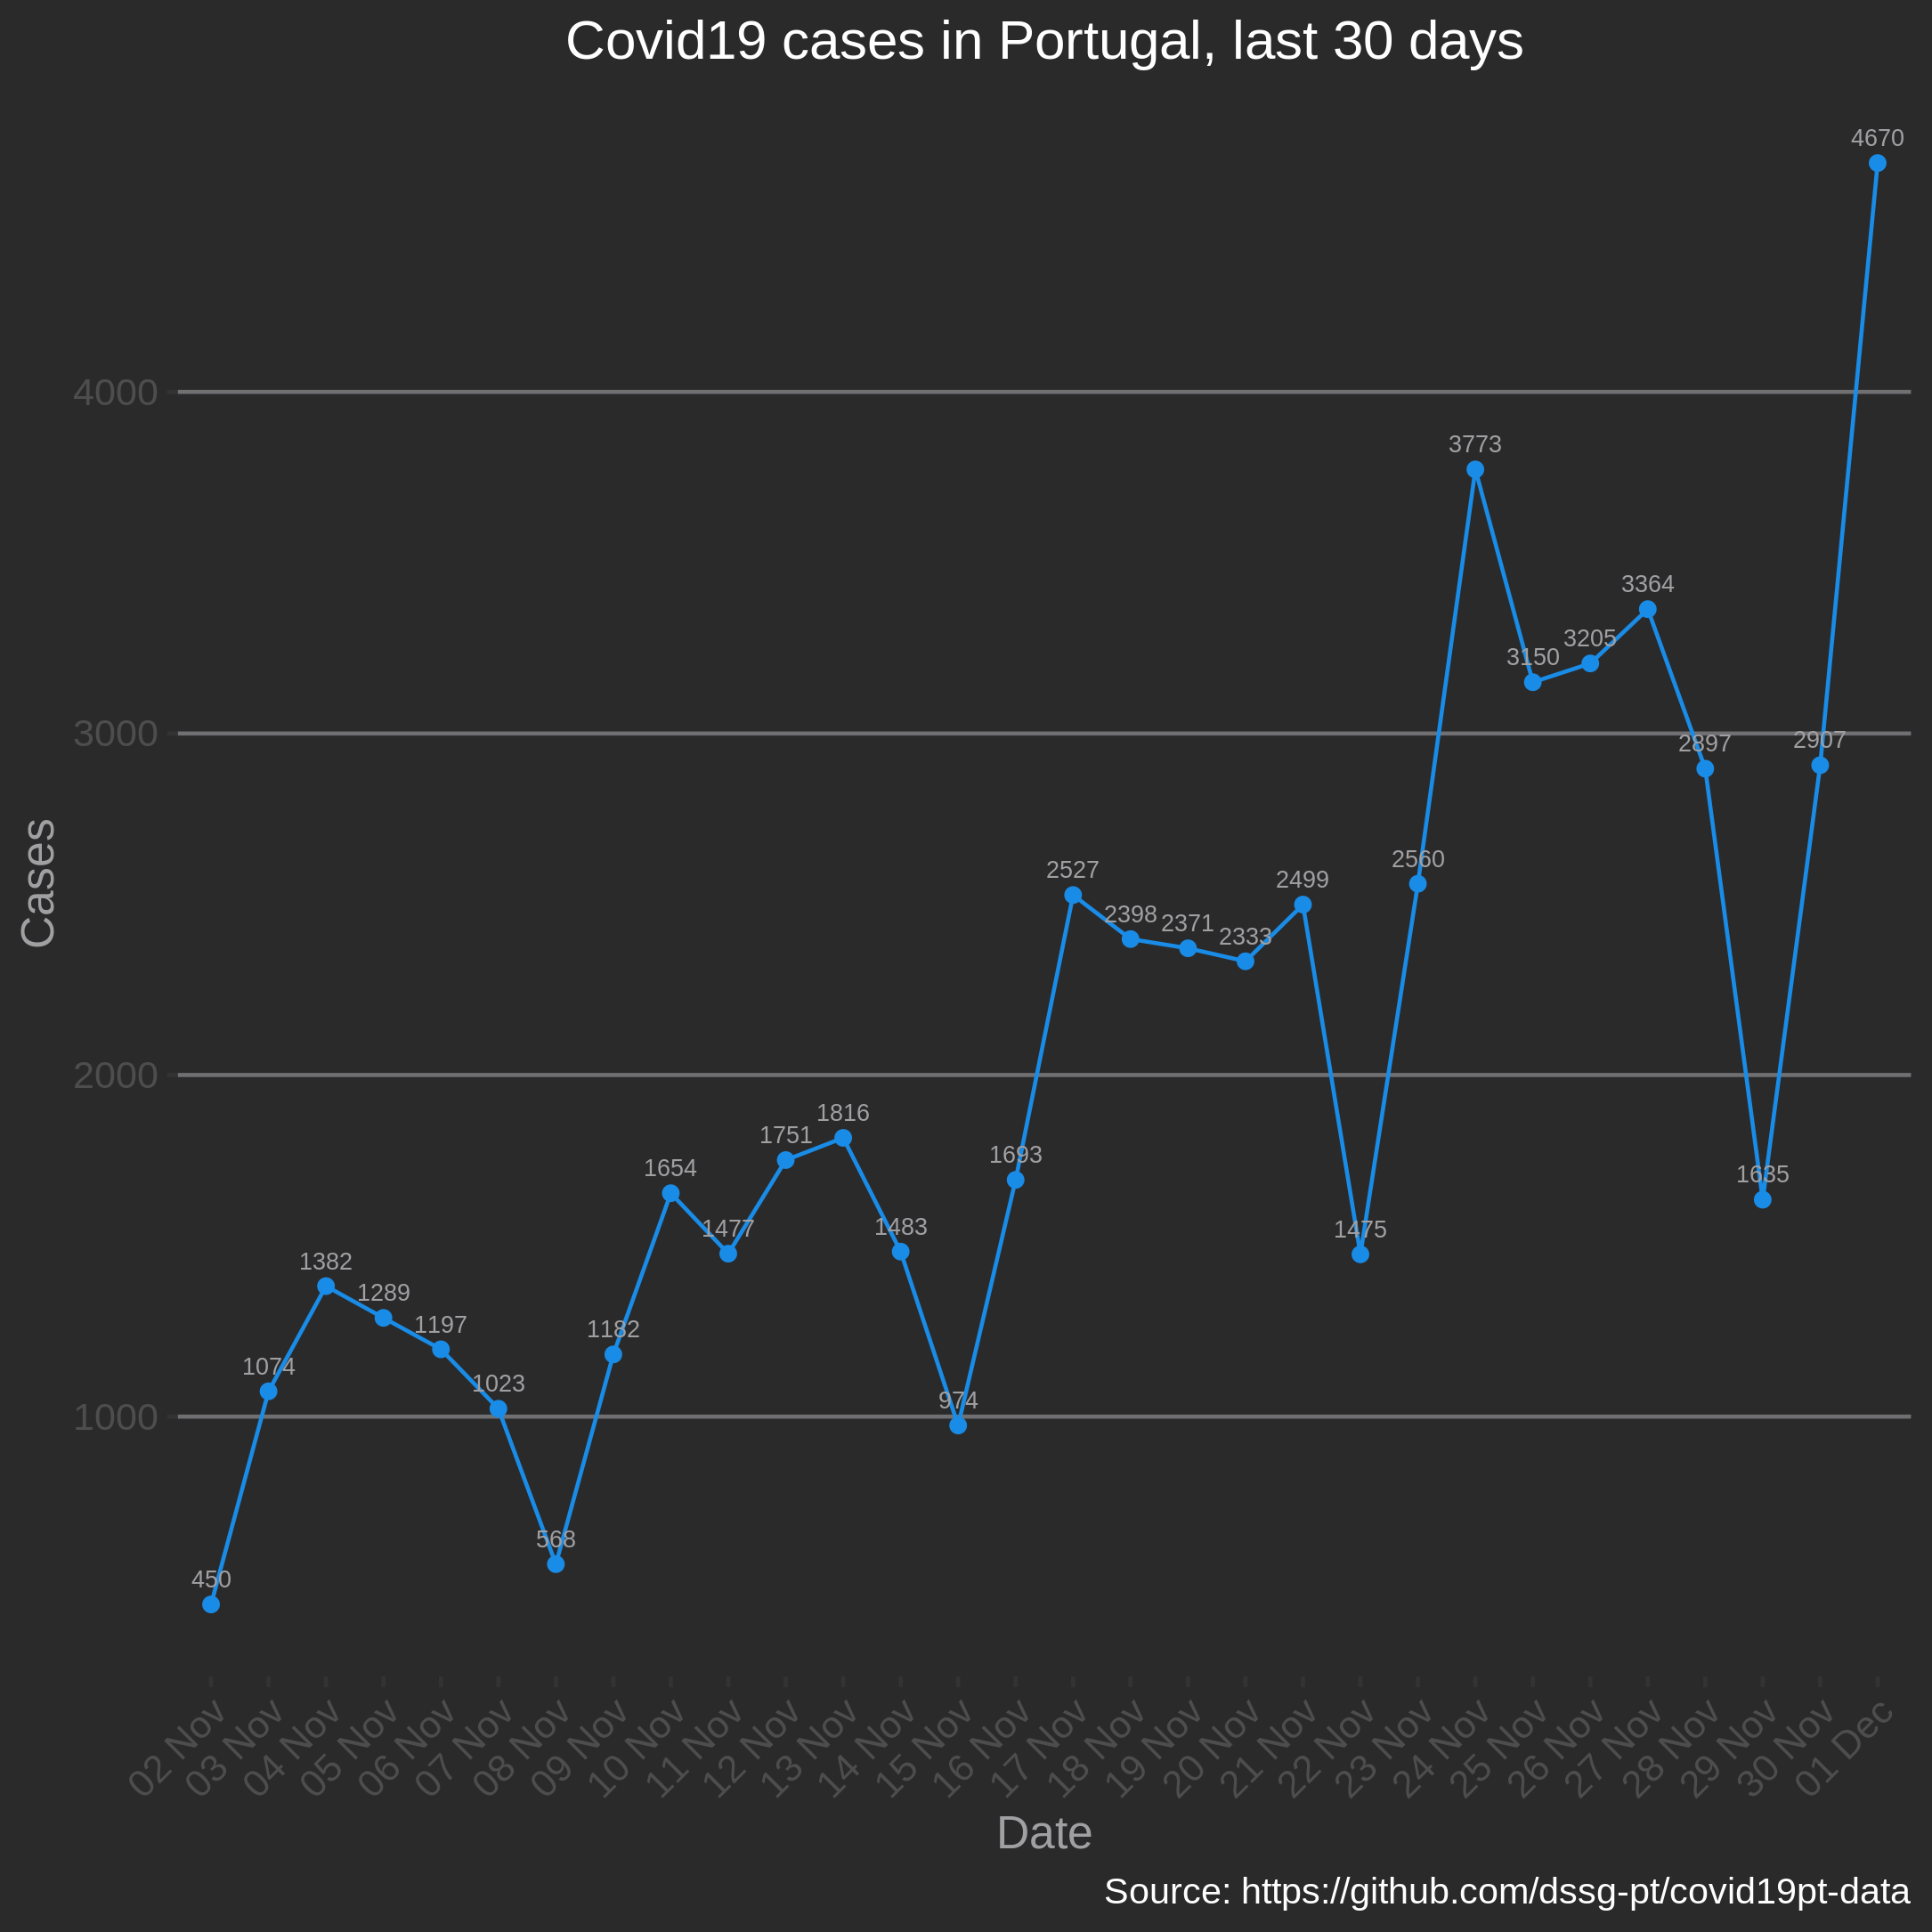 Covid19 cases in Portugal, last 30 days
4670
4000
3773
3364
3205
3150
3000
2897
2907
2560
2527
2499
2398
2371
2333
2000
1816
1751
1693
1654
1635
1477
1483
1475
1382
1289
1197
1182
1074
1023
974
1000
568
450
Cases
02 Nov
03 Nov
04 Nov
05 Nov
06 Nov
07 Nov
08 Nov
09 Nov
10 Nov
11 Nov
12 Nov
13 Nov
14 Nov
15 Nov
16 Nov
17 Nov
18 Nov
19 Nov
20 Nov
21 Nov
22 Nov
23 Nov
24 Nov
25 Nov
26 Nov
27 Nov
28 Nov
29 Nov
30 Nov
01 Dec
Date
Source: https://github.com/dssg-pt/covid19pt-data